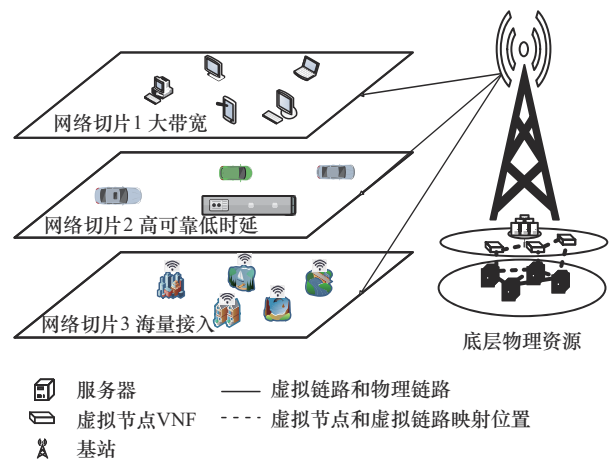 网络切片1 大带宽
网络切片2 高可靠低时延
网络切片3 海量接入
底层物理资源
服务器
虚拟链路和物理链路
虚拟节点VNF
虚拟节点和虚拟链路映射位置
基站